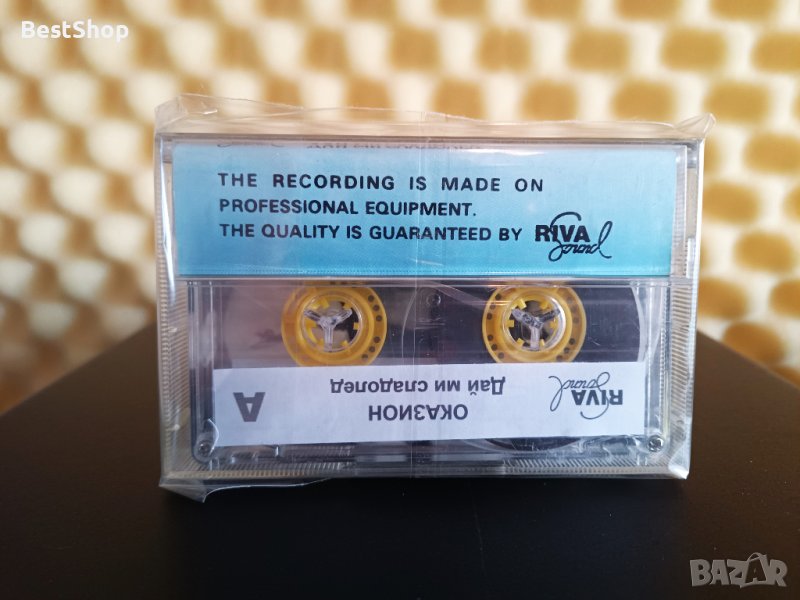 BestShop
THE RECORDING IS MADE ON
PROFESSIONAL EQUIPMENT.
THE QUALITY IS GUARANTEED BY RIVA Sound
ОКАЗИОН
Дай ми сладолед
A
RIVA Sound
BAZAR